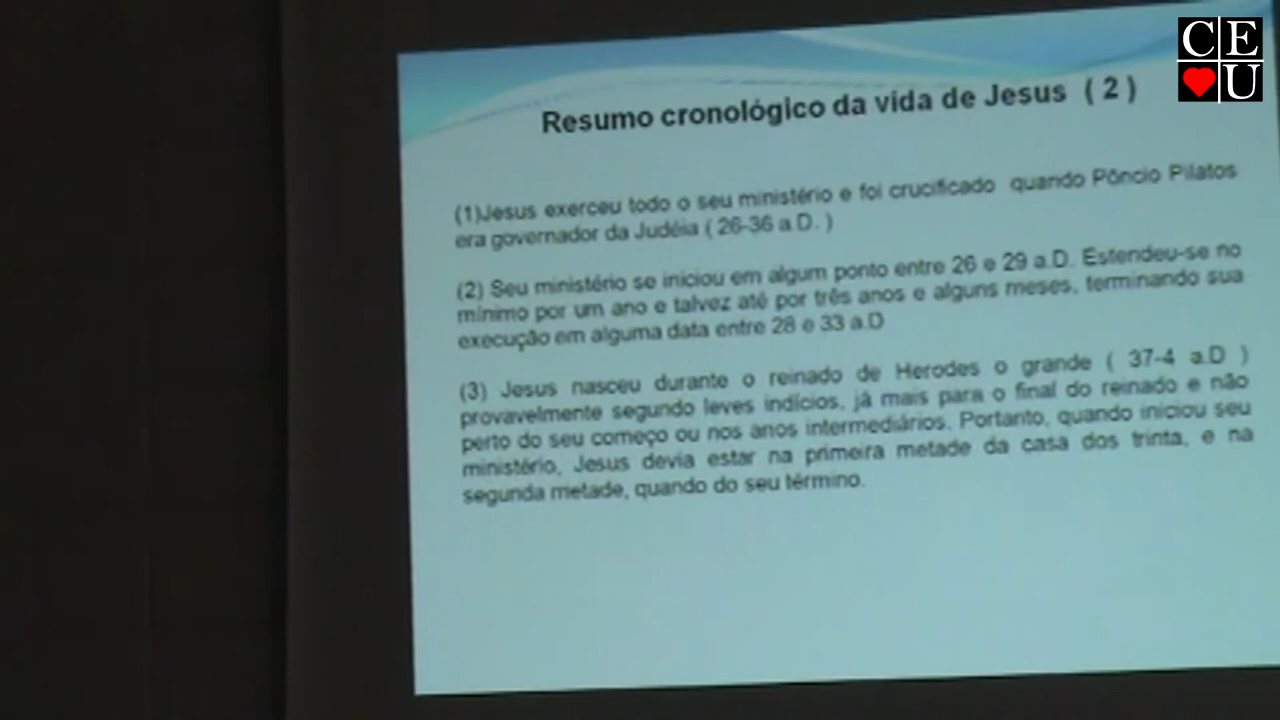 CE
U
Resumo cronológico da vida de Jesus ( 2 )
(1)Jesus exerceu todo o seu ministério e foi crucificado quando Pôncio Pilatos
era governador da Judéia ( 26-36 a.D. )
(2) Seu ministério se iniciou em algum ponto entre 26 e 29 a.D. Estendeu-se no
mínimo por um ano e talvez até por três anos e alguns meses, terminando sua
execução em alguma data entre 28 e 33 a.D
(3) Jesus nasceu durante o reinado de Herodes o grande ( 37-4 a.D )
provavelmente segundo leves indícios, já mais para o final do reinado e não
perto do seu começo ou nos anos intermediários. Portanto, quando iniciou seu
ministério, Jesus devia estar na primeira metade da casa dos trinta, e na
segunda metade, quando do seu término.